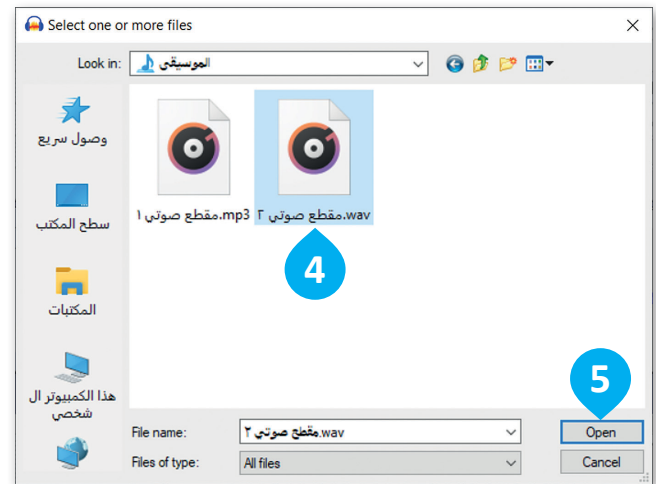 Select one or more files
Look in: الموسيقى
وصول سريع
سطح المكتب
المكتبات
هذا الكمبيوتر ال
شخصي
مقطع صوتي ١.mp3
مقطع صوتي ٢.wav
4
5
File name: مقطع صوتي ٢.wav
Open
Files of type: All files
Cancel